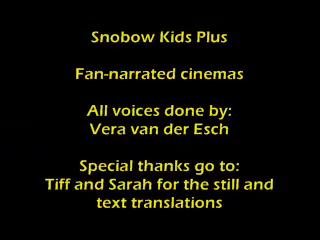 Snobow Kids Plus
Fan-narrated cinemas
All voices done by:
Vera van der Esch
Special thanks go to:
Tiff and Sarah for the still and
text translations